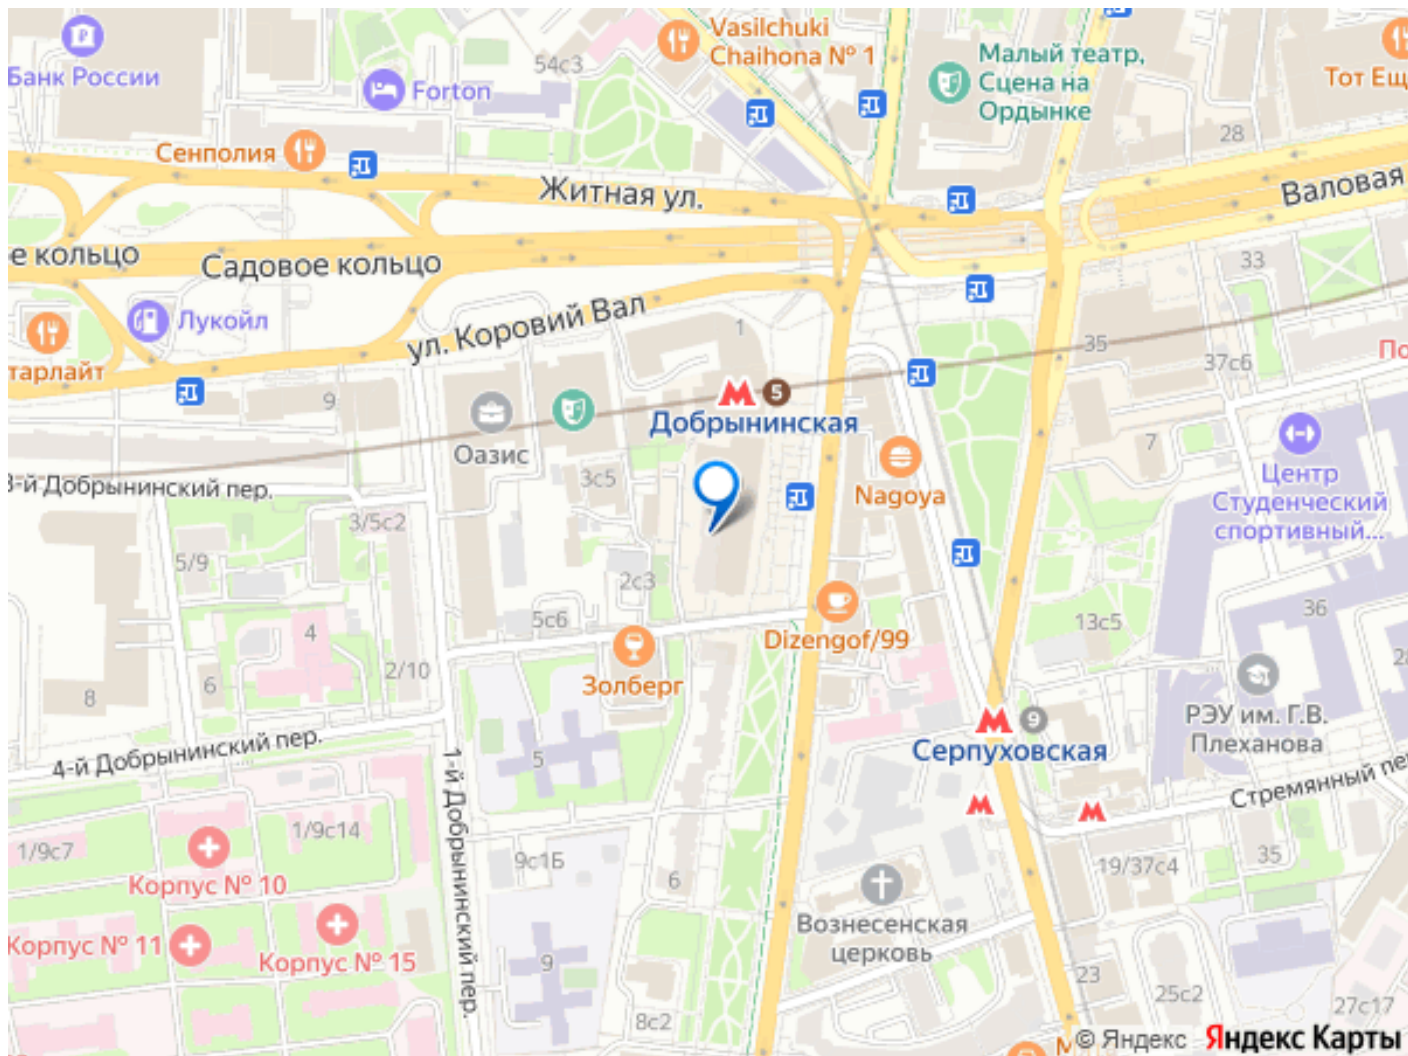 Vasilchuki
Chaihona № 1
54с3
Банк России
Forton
Малый театр,
Сцена на
Ордынке
Тот Ещ
28
Сенполия
Житная ул.
Валовая
е кольцо
Садовое кольцо
33
Лукойл
ул. Коровий Вал
1
35
37с6
По
тарлайт
9
5
Добрынинская
7
Оазис
3с5
Nagoya
Центр
Студенческий
спортивный...
3-й Добрынинский пер.
3/5с2
5/9
2с3
36
5с6
13с5
4
Dizengof/99
2/10
6
Золберг
28
8
РЭУ им. Г.В.
Плеханова
9
Серпуховская
4-й Добрынинский пер.
5
1-й Добрынинский пер.
Стремянный пер
1/9с14
1/9с7
9с1Б
19/37с4
35
Корпус № 10
6
Вознесенская
церковь
Корпус № 11
Корпус № 15
9
23
25с2
27с17
8с2
© Яндекс
Яндекс Карты